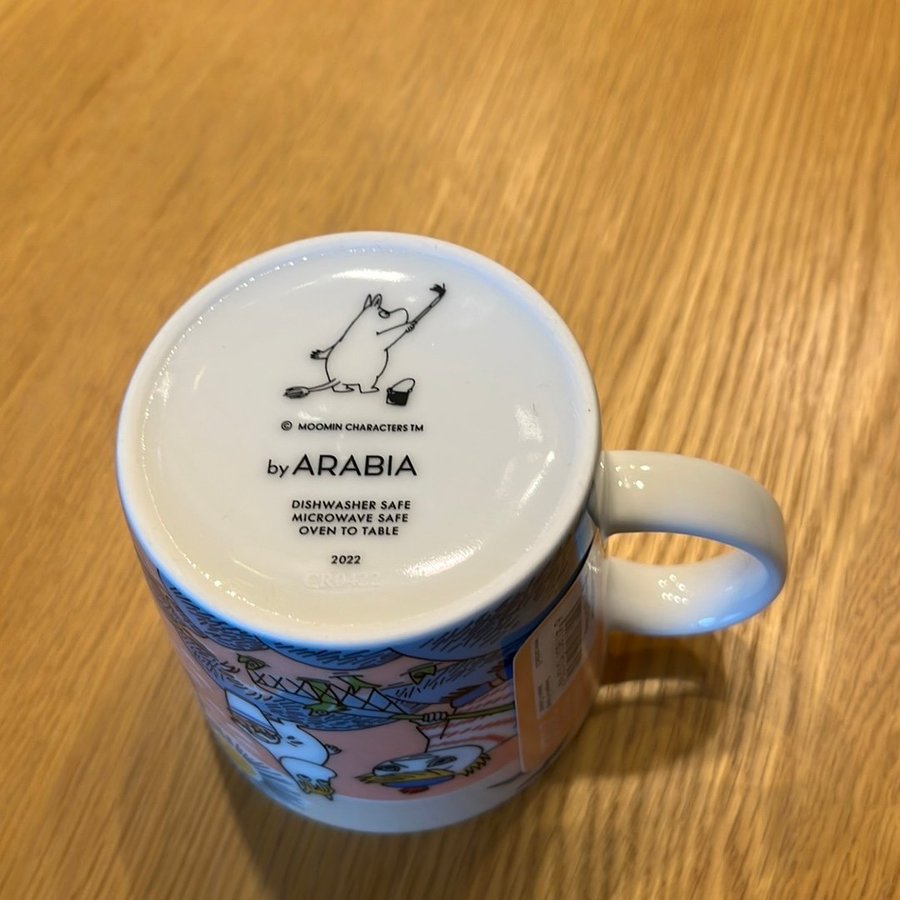 © MOOMIN CHARACTERS TM
by ARABIA
DISHWASHER SAFE
MICROWAVE SAFE
OVEN TO TABLE
2022